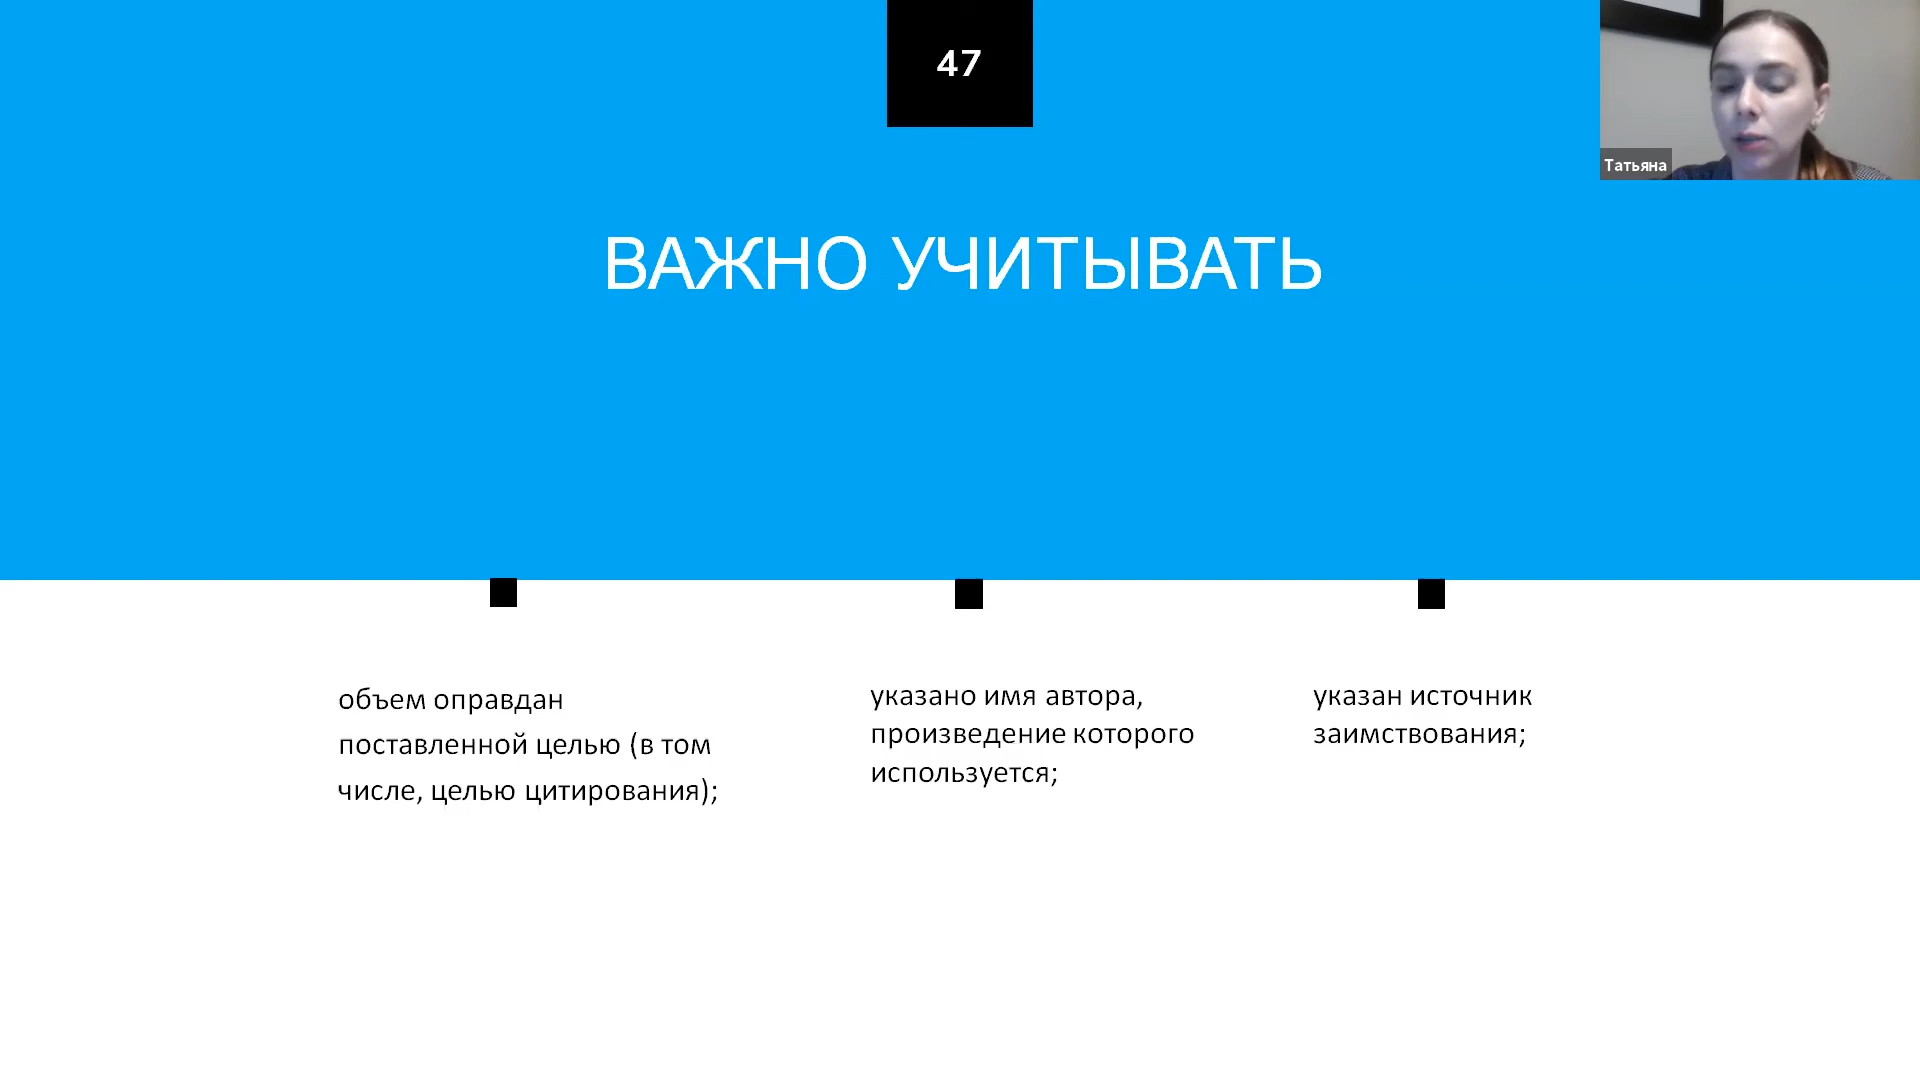 47
Татьяна
ВАЖНО УЧИТЫВАТЬ
объем оправдан
поставленной целью (в том
числе, целью цитирования);
указано имя автора,
произведение которого
используется;
указан источник
заимствования;